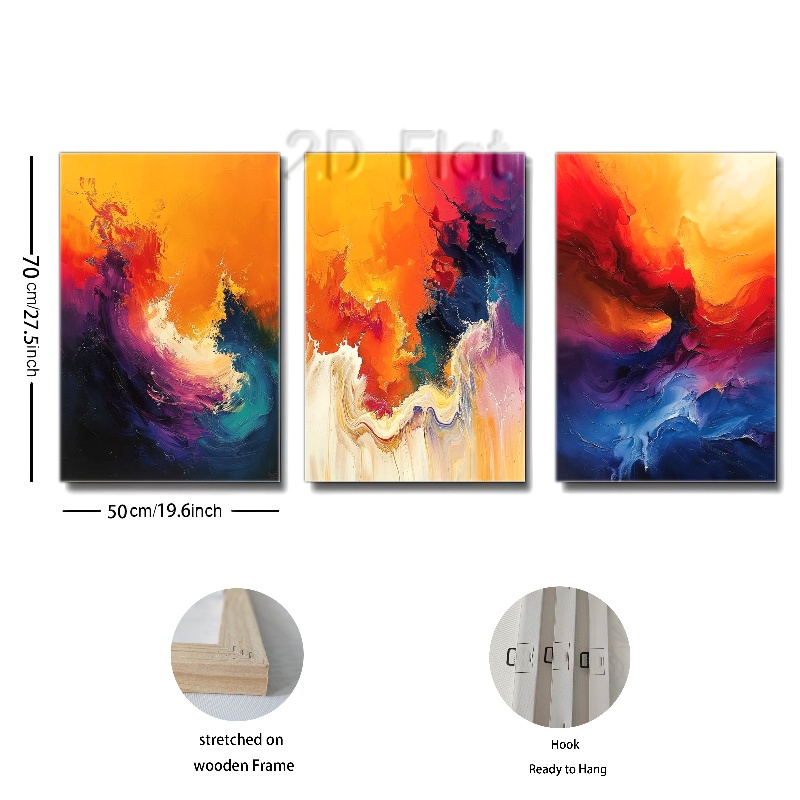 2D Flat
70 cm/27.5inch
50 cm/19.6inch
stretched on
wooden Frame
Hook
Ready to Hang